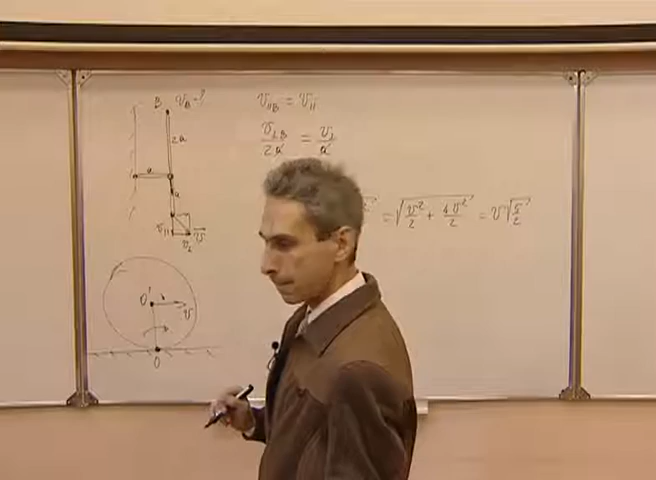 B v_B - ?
2a
a
a
v_∥
v_⊥
v
v_∥B = v_∥
v_⊥B / 2a = v_⊥ / a
= √(v²/2 + 4v²/2) = v√(5/2)
O'
v
O